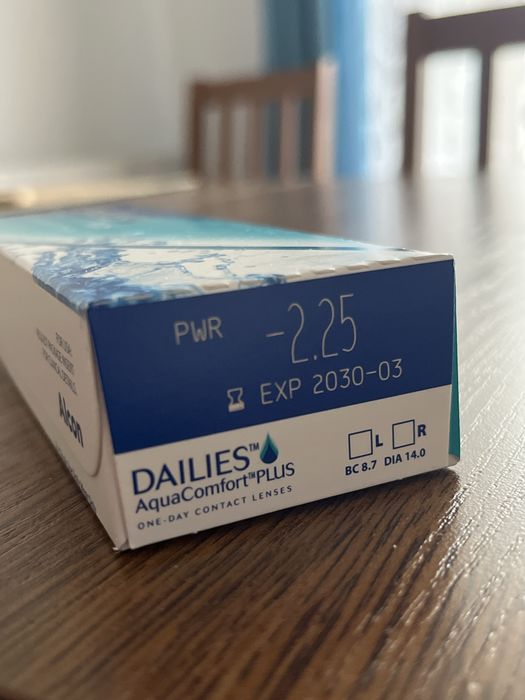 PWR -2.25
EXP 2030-03
DAILIES™
AquaComfort™PLUS
ONE-DAY CONTACT LENSES
L R
BC 8.7 DIA 14.0
Alcon